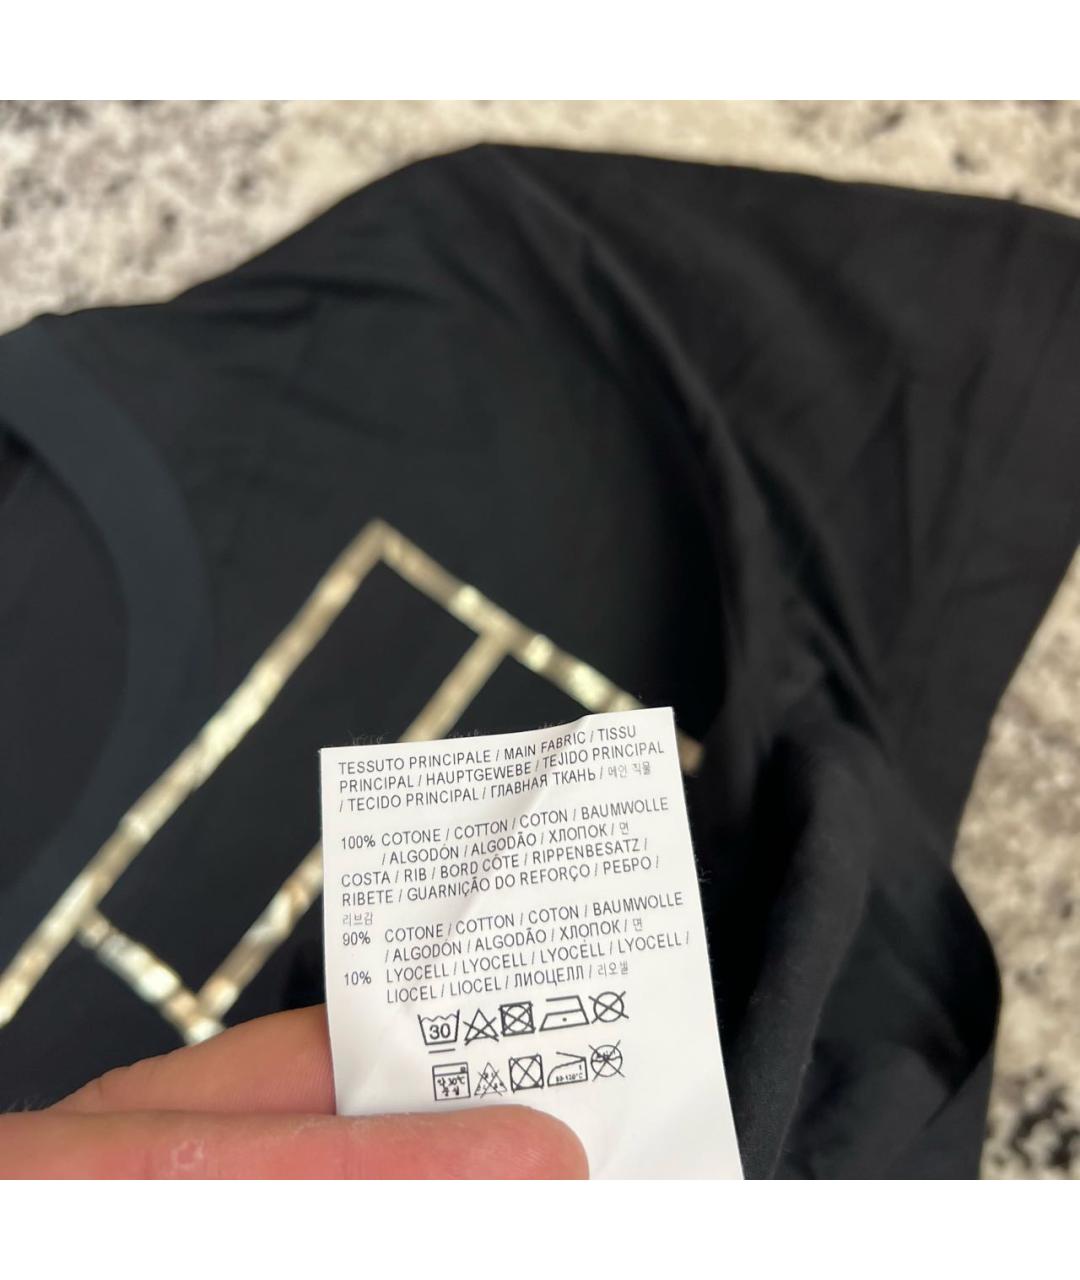 TESSUTO PRINCIPALE / MAIN FABRIC / TISSU
PRINCIPAL / HAUPTGEWEBE / TEJIDO PRINCIPAL
/ TECIDO PRINCIPAL / ГЛАВНАЯ ТКАНЬ / 메인 직물
100% COTONE / COTTON / COTON / BAUMWOLLE
/ ALGODÓN / ALGODÃO / ХЛОПОК / 면
COSTA / RIB / BORD CÔTE / RIPPENBESATZ /
RIBETE / GUARNIÇÃO DO REFORÇO / РЕБРО /
리브감
90% COTONE / COTTON / COTON / BAUMWOLLE
/ ALGODÓN / ALGODÃO / ХЛОПОК / 면
10% LYOCELL / LYOCELL / LYOCELL / LYOCELL /
LIOCEL / LIOCEL / ЛИОЦЕЛЛ / 리오셀
30